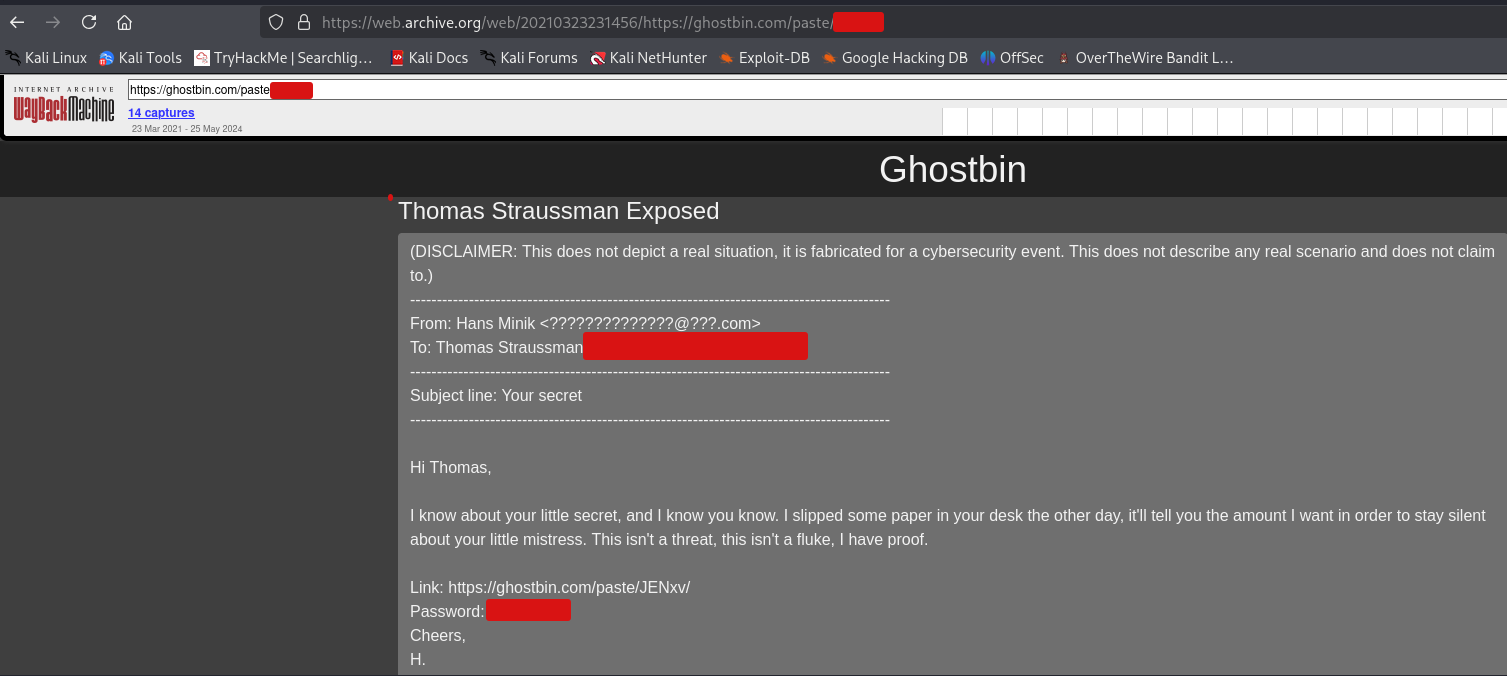 https://web.archive.org/web/20210323231456/https://ghostbin.com/paste/
Kali Linux Kali Tools TryHackMe | Searchlig… Kali Docs Kali Forums Kali NetHunter Exploit-DB Google Hacking DB OffSec OverTheWire Bandit L…
INTERNET ARCHIVE
WayBackMachine
https://ghostbin.com/paste
14 captures
23 Mar 2021 - 25 May 2024
Ghostbin
Thomas Straussman Exposed
(DISCLAIMER: This does not depict a real situation, it is fabricated for a cybersecurity event. This does not describe any real scenario and does not claim
to.)
------------------------------------------------------------------------------------------
From: Hans Minik <??????????????@???.com>
To: Thomas Straussman
------------------------------------------------------------------------------------------
Subject line: Your secret
------------------------------------------------------------------------------------------
Hi Thomas,
I know about your little secret, and I know you know. I slipped some paper in your desk the other day, it'll tell you the amount I want in order to stay silent
about your little mistress. This isn't a threat, this isn't a fluke, I have proof.
Link: https://ghostbin.com/paste/JENxv/
Password:
Cheers,
H.